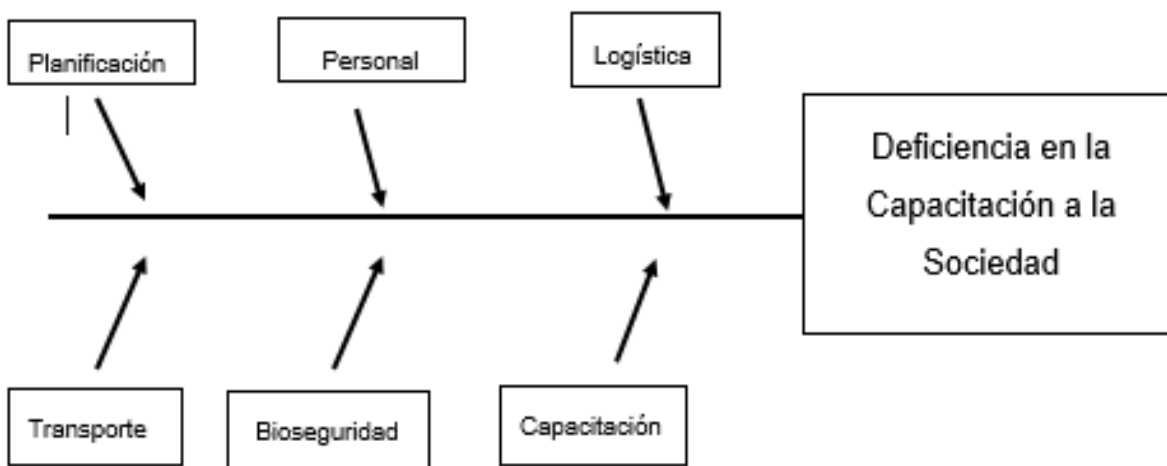 Planificación
Personal
Logística
Deficiencia en la
Capacitación a la
Sociedad
Transporte
Bioseguridad
Capacitación